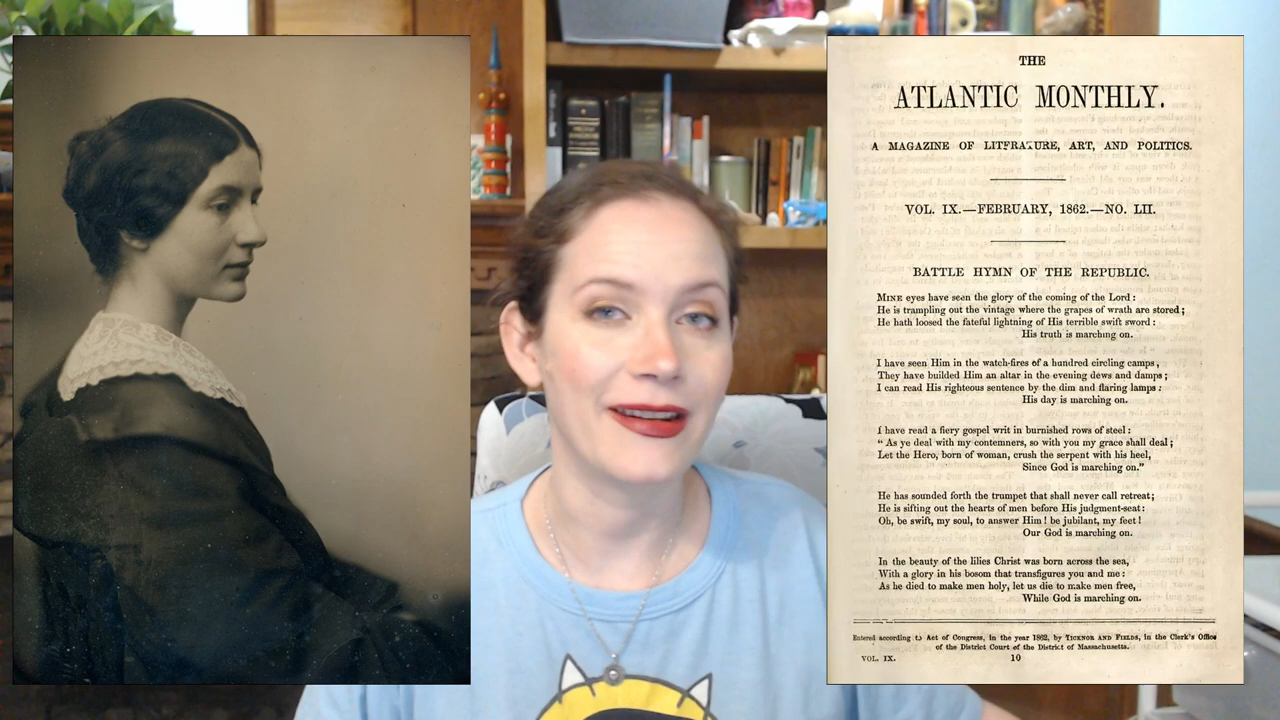 THE
ATLANTIC MONTHLY.
A MAGAZINE OF LITERATURE, ART, AND POLITICS.
VOL. IX.—FEBRUARY, 1862.—NO. LII.
BATTLE HYMN OF THE REPUBLIC.
MINE eyes have seen the glory of the coming of the Lord:
He is trampling out the vintage where the grapes of wrath are stored;
He hath loosed the fateful lightning of His terrible swift sword:
His truth is marching on.
I have seen Him in the watch-fires of a hundred circling camps,
They have builded Him an altar in the evening dews and damps;
I can read His righteous sentence by the dim and flaring lamps:
His day is marching on.
I have read a fiery gospel writ in burnished rows of steel:
“As ye deal with my contemners, so with you my grace shall deal;
Let the Hero, born of woman, crush the serpent with his heel,
Since God is marching on.”
He has sounded forth the trumpet that shall never call retreat;
He is sifting out the hearts of men before His judgment-seat:
Oh, be swift, my soul, to answer Him! be jubilant, my feet!
Our God is marching on.
In the beauty of the lilies Christ was born across the sea,
With a glory in his bosom that transfigures you and me:
As he died to make men holy, let us die to make men free,
While God is marching on.
Entered according to Act of Congress, in the year 1862, by TICKNOR AND FIELDS, in the Clerk's Office
of the District Court of the District of Massachusetts.
VOL. IX. 10